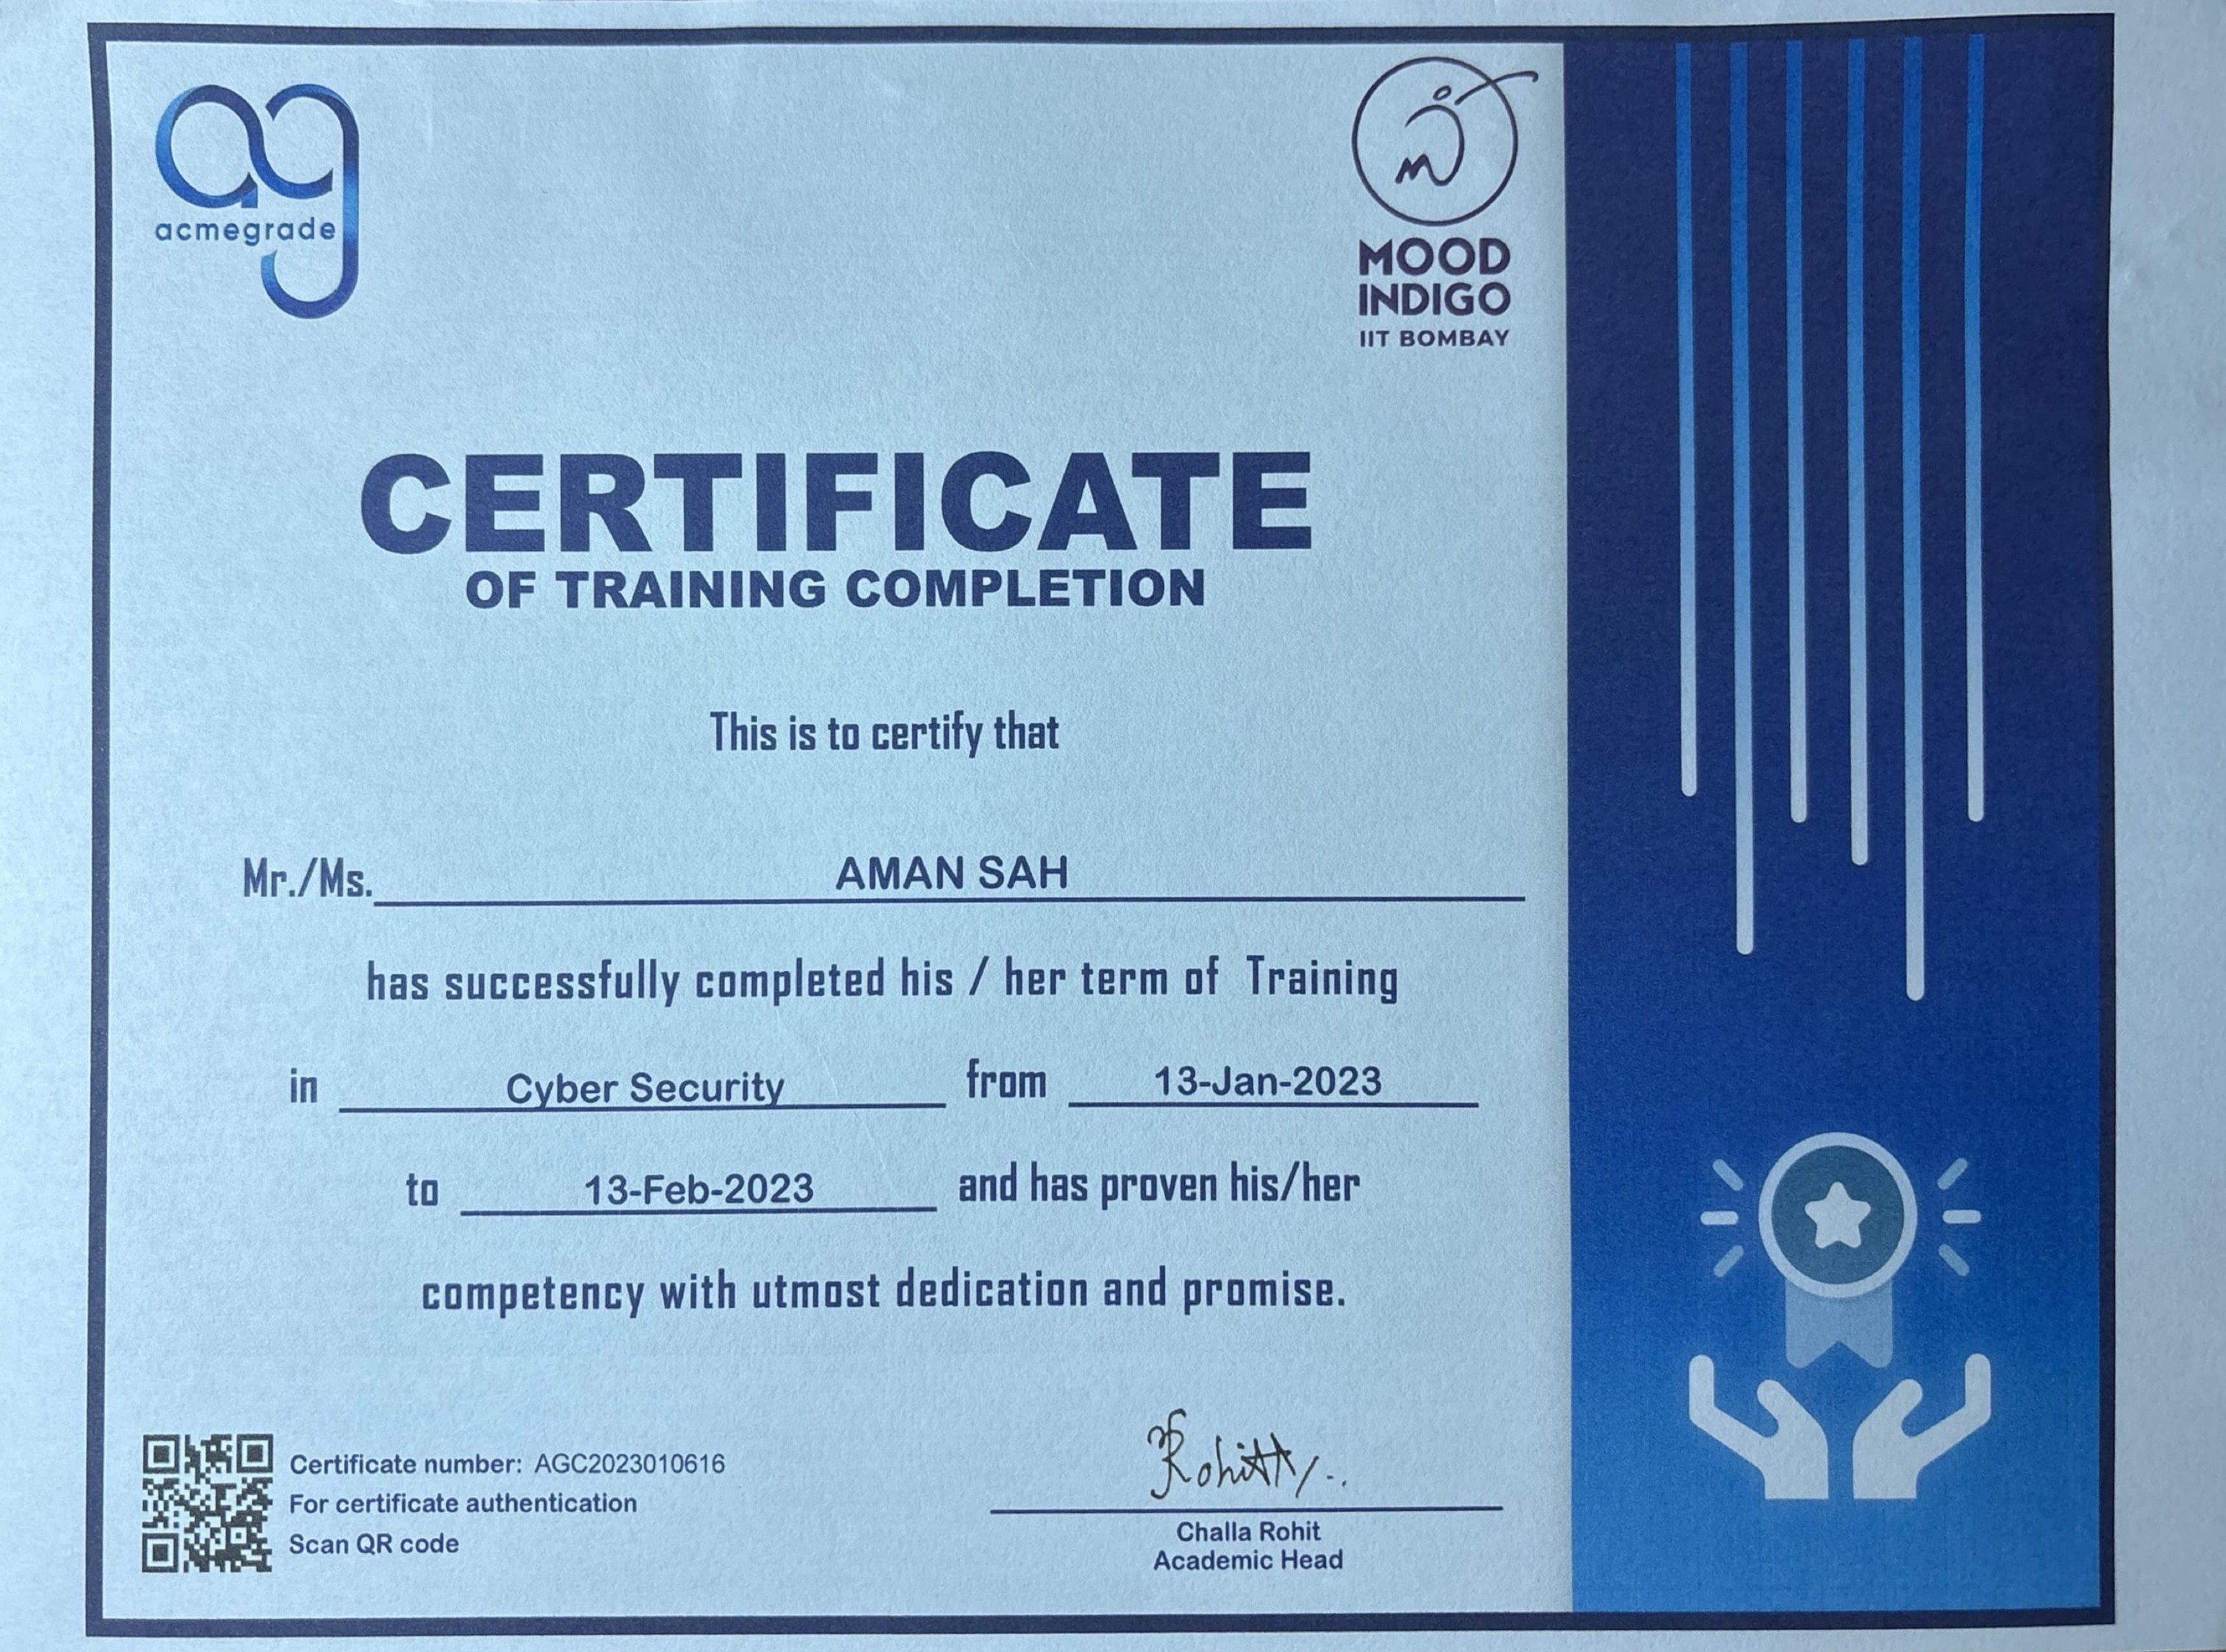 acmegrade
MOOD
INDIGO
IIT BOMBAY
CERTIFICATE
OF TRAINING COMPLETION
This is to certify that
Mr./Ms. AMAN SAH
has successfully completed his / her term of Training
in Cyber Security from 13-Jan-2023
to 13-Feb-2023 and has proven his/her
competency with utmost dedication and promise.
Certificate number: AGC2023010616
For certificate authentication
Scan QR code
Rohit
Challa Rohit
Academic Head